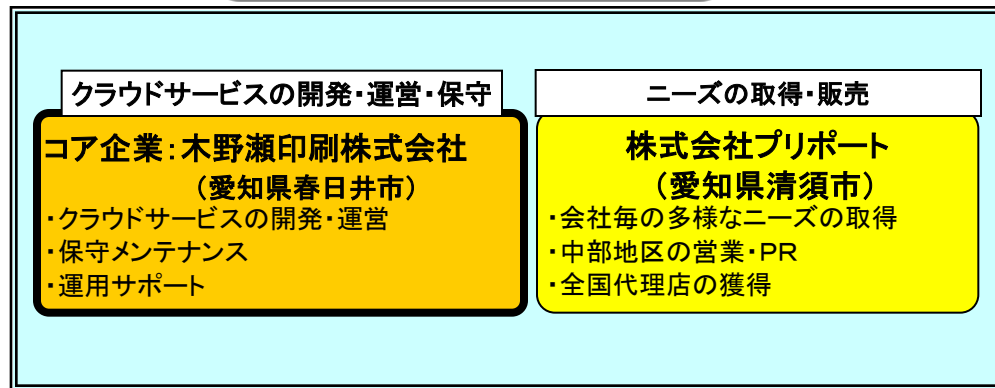 クラウドサービスの開発・運営・保守
コア企業：木野瀬印刷株式会社
（愛知県春日井市）
・クラウドサービスの開発・運営
・保守メンテナンス
・運用サポート
ニーズの取得・販売
株式会社プリポート
（愛知県清須市）
・会社毎の多様なニーズの取得
・中部地区の営業・PR
・全国代理店の獲得